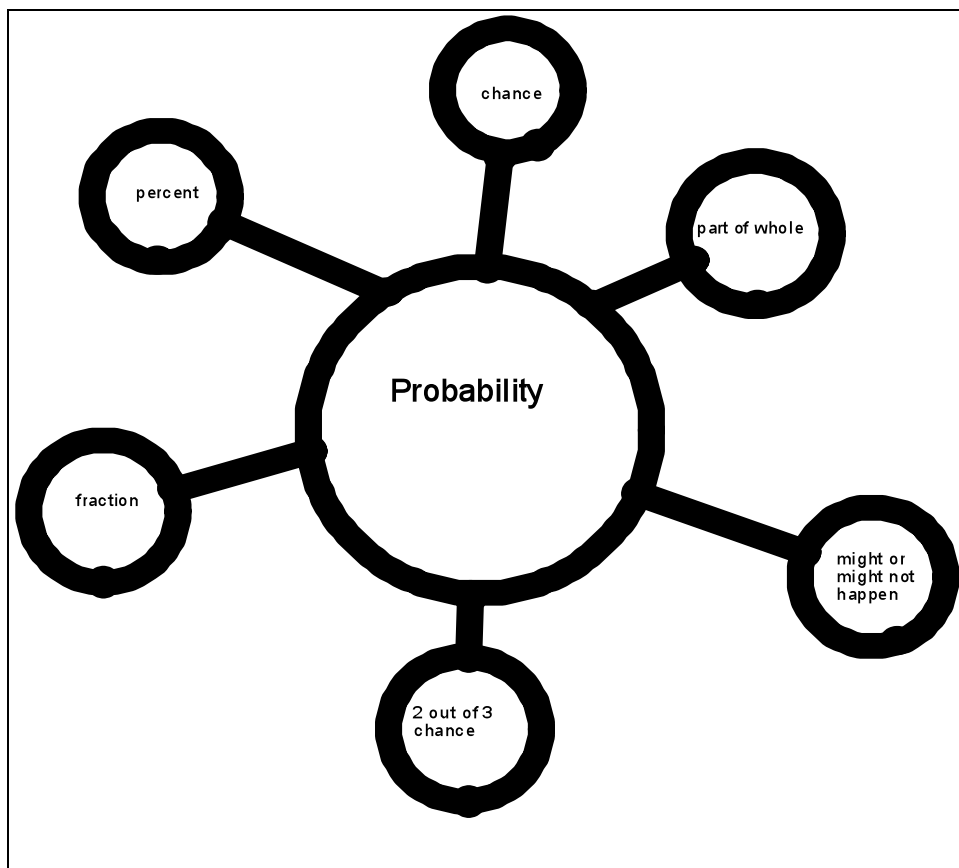 chance
percent
part of whole
Probability
fraction
might or
might not
happen
2 out of 3
chance